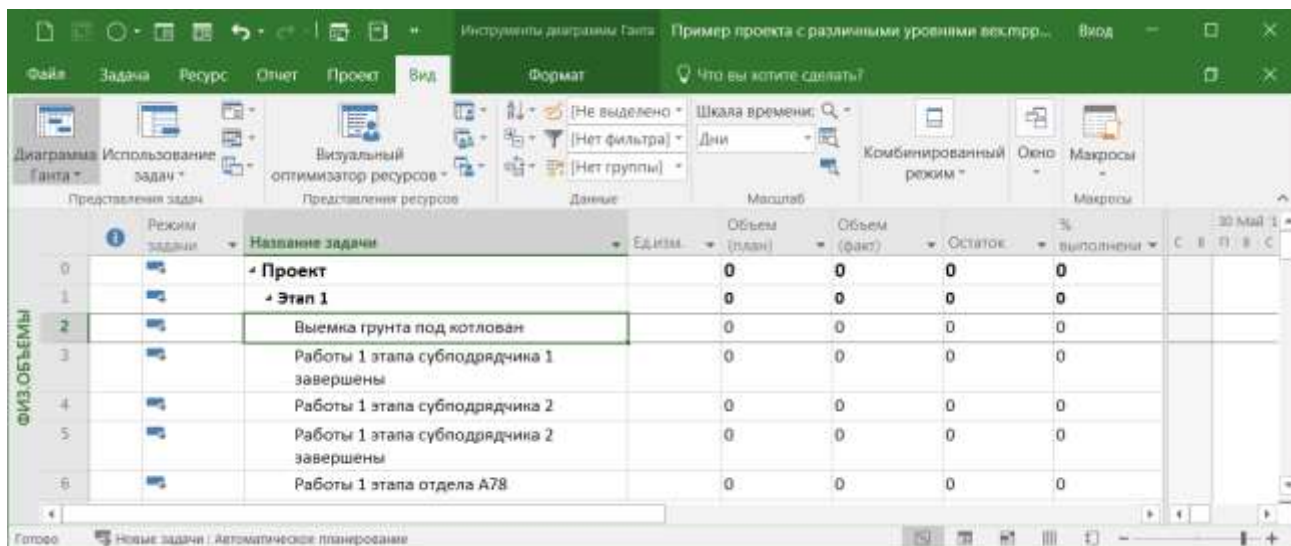 Инструменты диаграммы Ганта
Пример проекта с различными уровнями вех.mpp...
Вход
Файл Задача Ресурс Отчет Проект Вид Формат Что вы хотите сделать?
Диаграмма Ганта
Использование задач
Визуальный оптимизатор ресурсов
[Не выделено
[Нет фильтра]
[Нет группы]
Шкала времени:
Дни
Комбинированный режим
Окно
Макросы
Представления задач Представления ресурсов Данные Масштаб Макросы
Режим задачи Название задачи Ед.изм. Объем (план) Объем (факт) Остаток % выполнени 30 Май '1
С В П В С
ФИЗ.ОБЪЕМЫ
0 Проект 0 0 0 0
1 Этап 1 0 0 0 0
2 Выемка грунта под котлован 0 0 0 0
3 Работы 1 этапа субподрядчика 1 0 0 0 0
завершены
4 Работы 1 этапа субподрядчика 2 0 0 0 0
5 Работы 1 этапа субподрядчика 2 0 0 0 0
завершены
6 Работы 1 этапа отдела А78 0 0 0 0
Готово Новые задачи : Автоматическое планирование